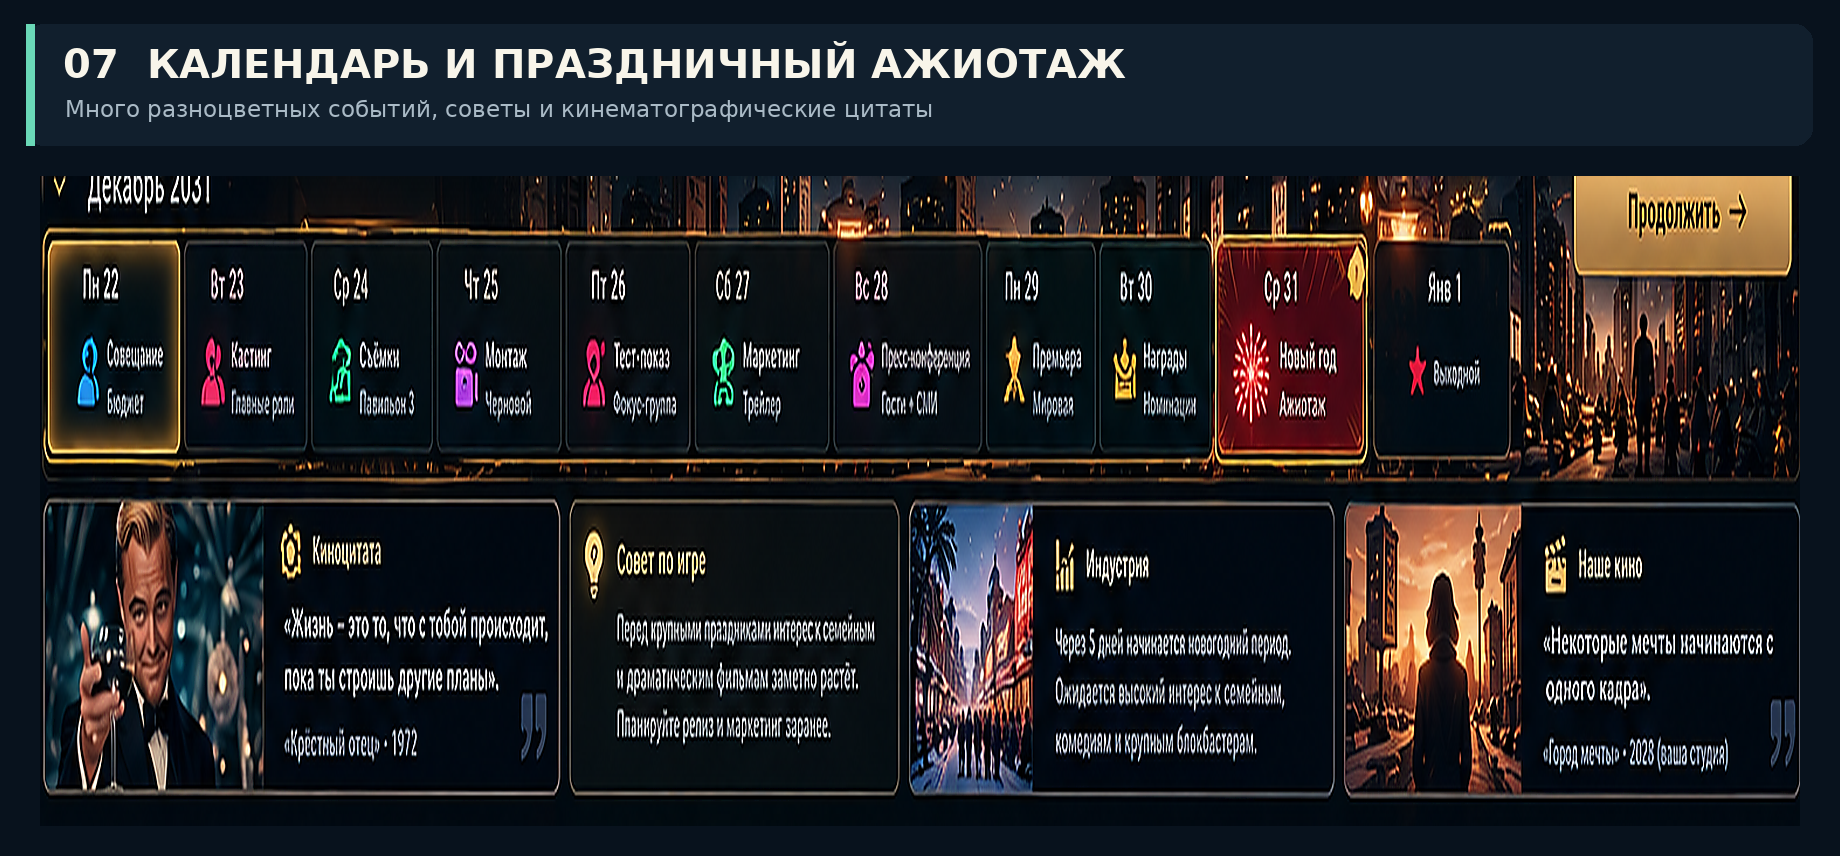 07 КАЛЕНДАРЬ И ПРАЗДНИЧНЫЙ АЖИОТАЖ
Много разноцветных событий, советы и кинематографические цитаты
Декабрь 2031
Продолжить →
Пн 22
Совещание
Бюджет
Вт 23
Кастинг
Главные роли
Ср 24
Съёмки
Павильон 3
Чт 25
Монтаж
Черновой
Пт 26
Тест-показ
Фокус-группа
Сб 27
Маркетинг
Трейлер
Вс 28
Пресс-конференция
Гости + СМИ
Пн 29
Премьера
Мировая
Вт 30
Награды
Номинации
Ср 31
Новый год
Ажиотаж
Янв 1
Выходной
Киноцитата
«Жизнь – это то, что с тобой происходит,
пока ты строишь другие планы».
«Крёстный отец» • 1972
Совет по игре
Перед крупными праздниками интерес к семейным
и драматическим фильмам заметно растёт.
Планируйте релиз и маркетинг заранее.
Индустрия
Через 5 дней начинается новогодний период.
Ожидается высокий интерес к семейным,
комедиям и крупным блокбастерам.
Наше кино
«Некоторые мечты начинаются с
одного кадра».
«Город мечты» • 2028 (ваша студия)